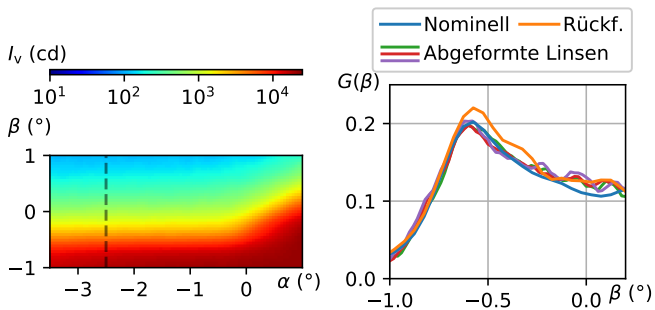 I_v (cd)
10^1 10^2 10^3 10^4
β (°)
1
0
−1
−3 −2 −1 0 α (°)
Nominell Rückf.
Abgeformte Linsen
G(β)
0.2
0.1
0.0
−1.0 −0.5 0.0 β (°)